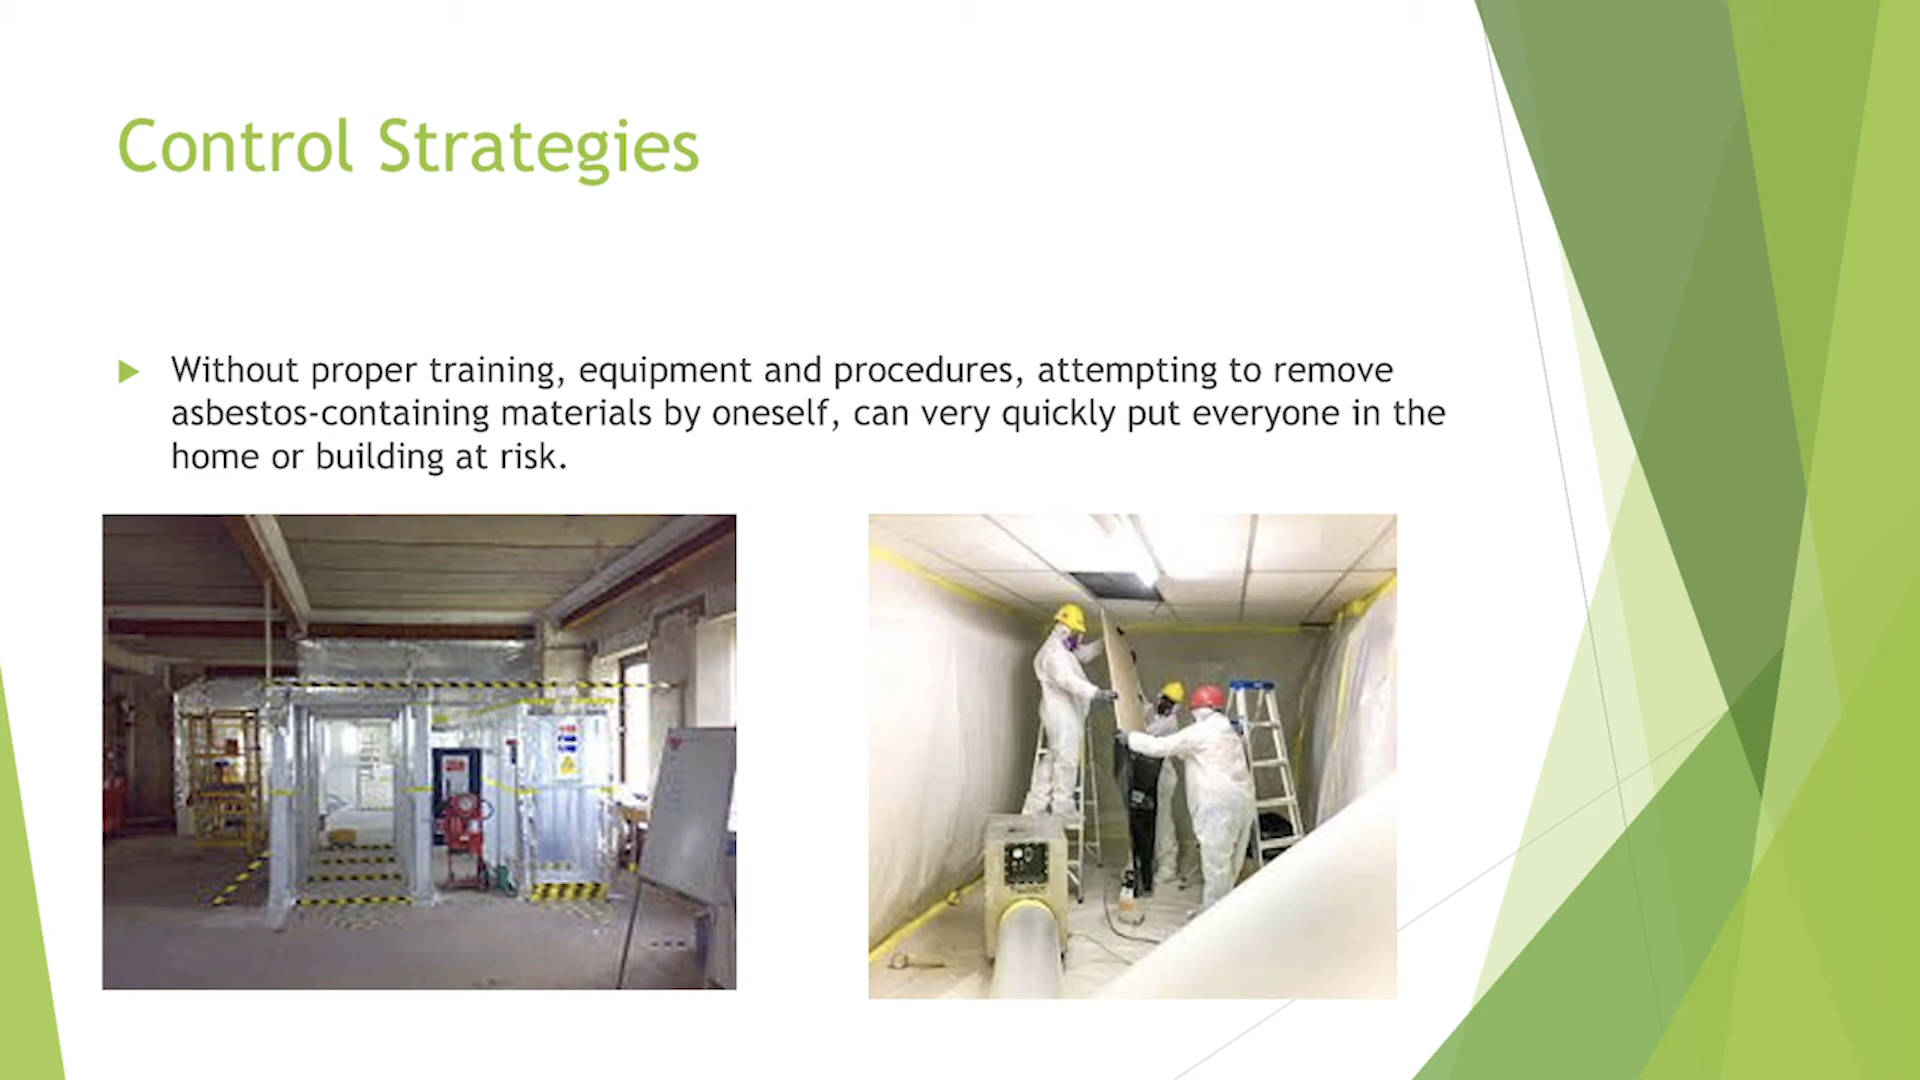 Control Strategies
Without proper training, equipment and procedures, attempting to remove
asbestos-containing materials by oneself, can very quickly put everyone in the
home or building at risk.